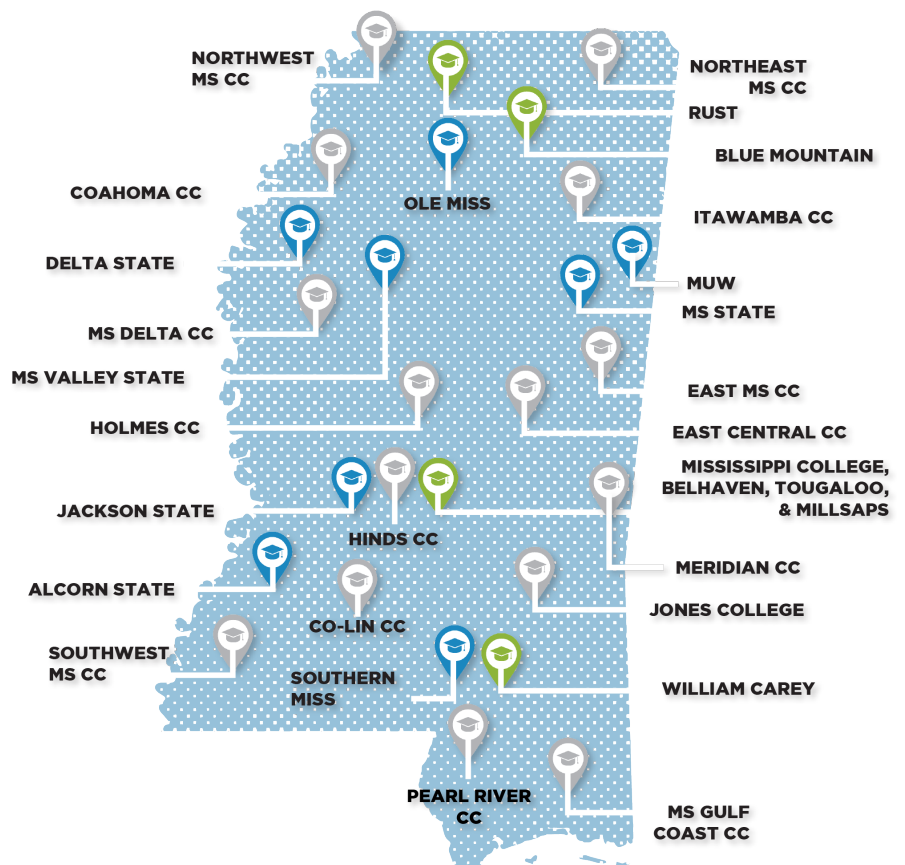 NORTHWEST
MS CC
NORTHEAST
MS CC
RUST
BLUE MOUNTAIN
COAHOMA CC
OLE MISS
ITAWAMBA CC
DELTA STATE
MUW
MS STATE
MS DELTA CC
MS VALLEY STATE
EAST MS CC
HOLMES CC
EAST CENTRAL CC
MISSISSIPPI COLLEGE,
BELHAVEN, TOUGALOO,
& MILLSAPS
JACKSON STATE
HINDS CC
MERIDIAN CC
ALCORN STATE
JONES COLLEGE
CO-LIN CC
SOUTHWEST
MS CC
SOUTHERN
MISS
WILLIAM CAREY
PEARL RIVER
CC
MS GULF
COAST CC